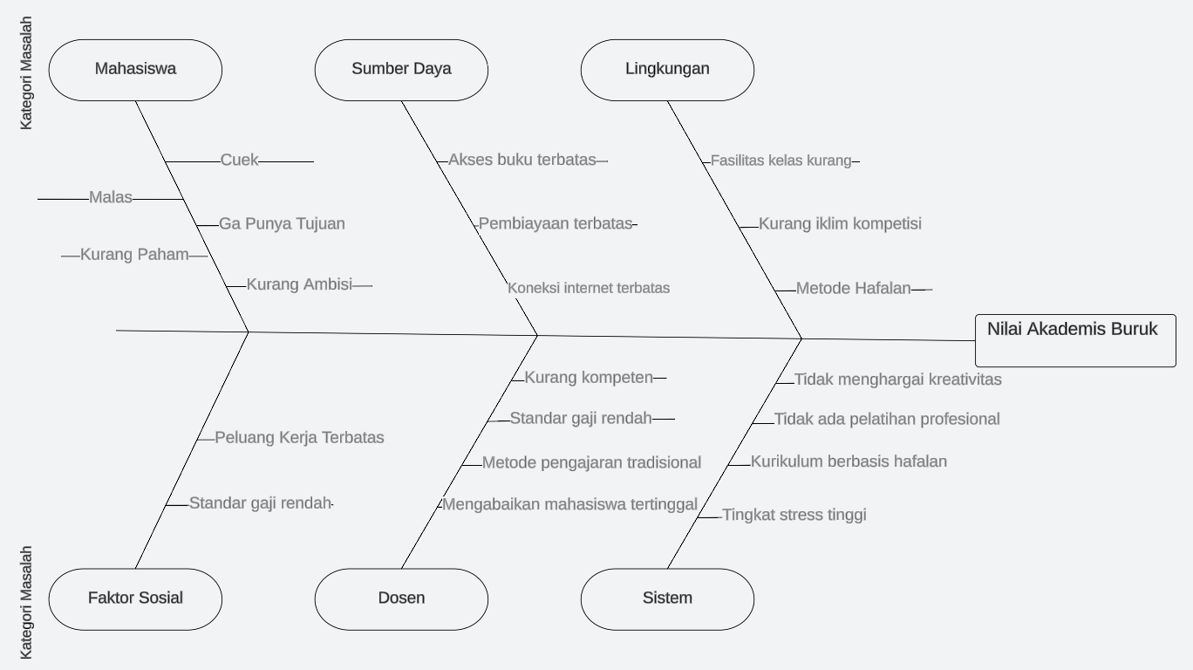 Kategori Masalah
Mahasiswa
Sumber Daya
Lingkungan
Cuek
Malas
Ga Punya Tujuan
Kurang Paham
Kurang Ambisi
Akses buku terbatas
Pembiayaan terbatas
Koneksi internet terbatas
Fasilitas kelas kurang
Kurang iklim kompetisi
Metode Hafalan
Nilai Akademis Buruk
Peluang Kerja Terbatas
Standar gaji rendah
Kurang kompeten
Standar gaji rendah
Metode pengajaran tradisional
Mengabaikan mahasiswa tertinggal
Tidak menghargai kreativitas
Tidak ada pelatihan profesional
Kurikulum berbasis hafalan
Tingkat stress tinggi
Kategori Masalah
Faktor Sosial
Dosen
Sistem